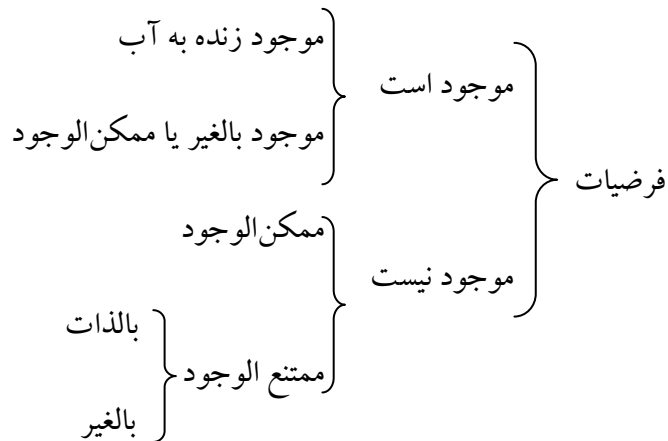 فرضیات
موجود است
موجود زنده به آب
موجود بالغیر یا ممکن‌الوجود
موجود نیست
ممکن‌الوجود
ممتنع الوجود
بالذات
بالغیر